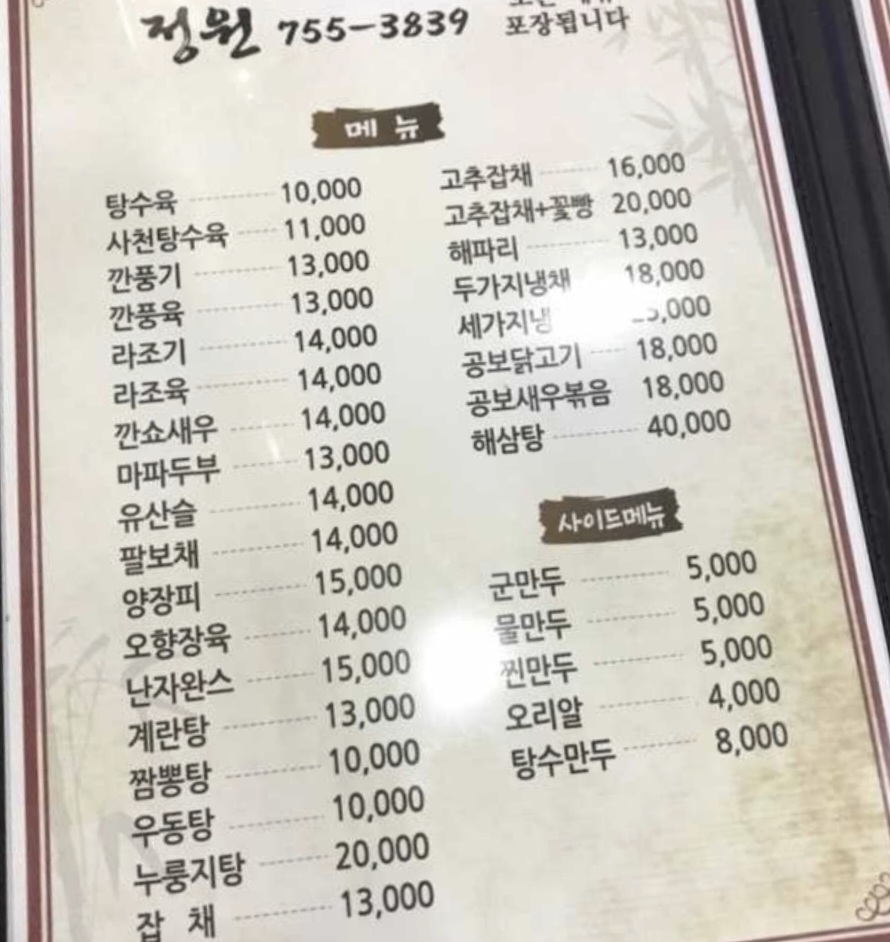 정원 755-3839
포장됩니다
메뉴
탕수육 10,000
사천탕수육 11,000
깐풍기 13,000
깐풍육 13,000
라조기 14,000
라조육 14,000
깐쇼새우 14,000
마파두부 13,000
유산슬 14,000
팔보채 14,000
양장피 15,000
오향장육 14,000
난자완스 15,000
계란탕 13,000
짬뽕탕 10,000
우동탕 10,000
누룽지탕 20,000
잡 채 13,000
고추잡채 16,000
고추잡채+꽃빵 20,000
해파리 13,000
두가지냉채 18,000
세가지냉
공보닭고기 18,000
공보새우볶음 18,000
해삼탕 40,000
사이드메뉴
군만두 5,000
물만두 5,000
찐만두 5,000
오리알 4,000
탕수만두 8,000